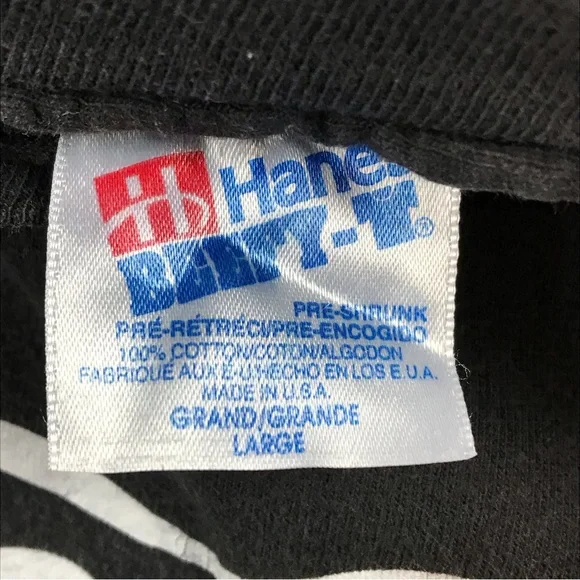 Hanes
BEEFY-T®
PRE-SHRUNK
PRÉ-RÉTRÉCI/PRE-ENCOGIDO
100% COTTON/COTON/ALGODON
FABRIQUE AUX E-U/HECHO EN LOS E.U.A.
MADE IN U.S.A.
GRAND/GRANDE
LARGE